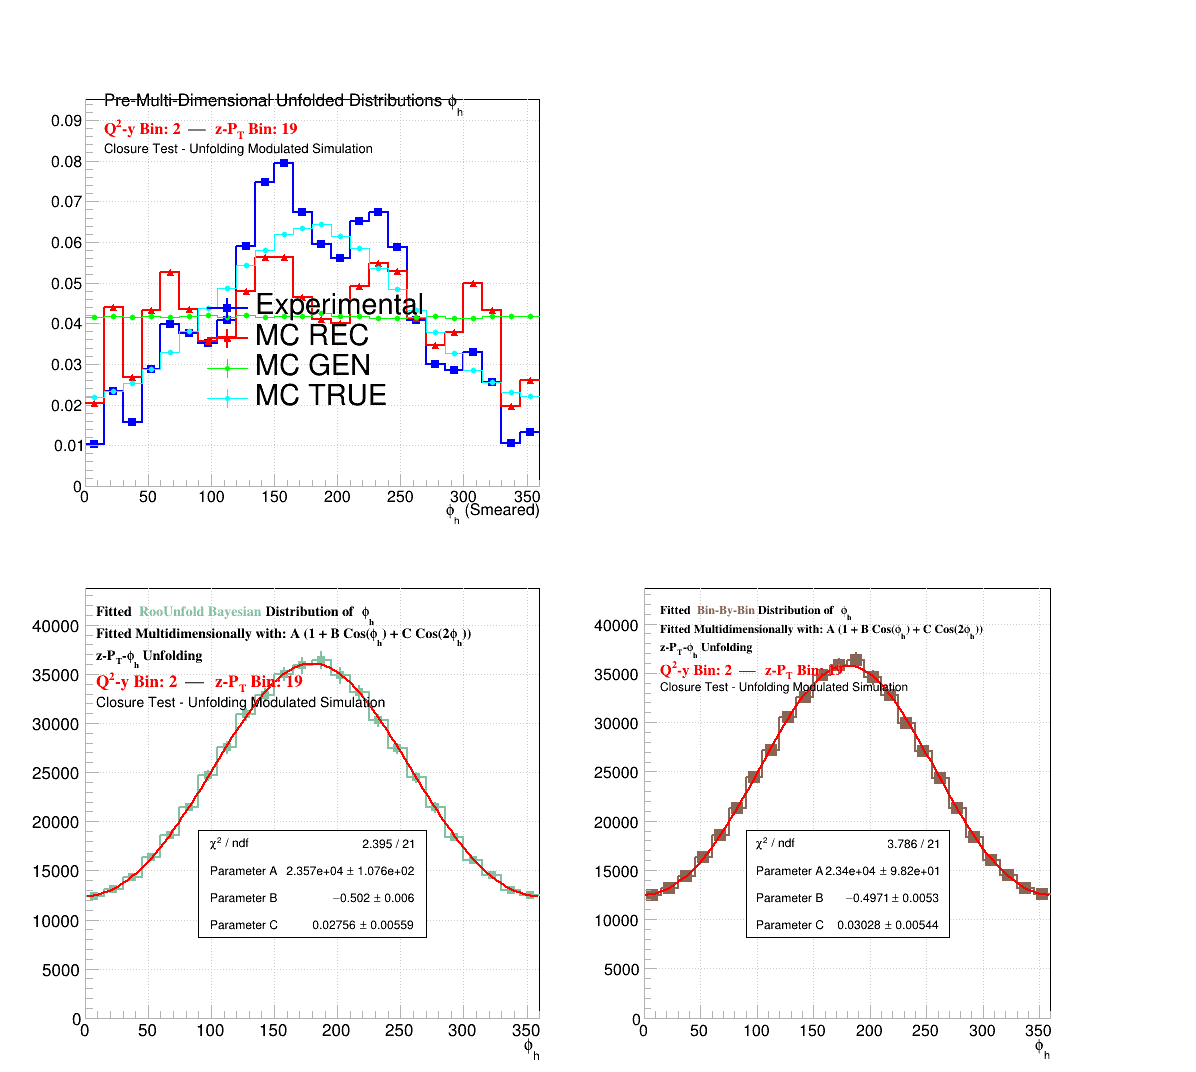 Pre-Multi-Dimensional Unfolded Distributions ϕh
Q²-y Bin: 2 — z-PT Bin: 19
Closure Test - Unfolding Modulated Simulation
0.09
0.08
0.07
0.06
0.05
0.04
0.03
0.02
0.01
0
Experimental
MC REC
MC GEN
MC TRUE
0 50 100 150 200 250 300 350
ϕh (Smeared)
Fitted RooUnfold Bayesian Distribution of ϕh
Fitted Multidimensionally with: A (1 + B Cos(ϕh) + C Cos(2ϕh))
z-PT-ϕh Unfolding
Q²-y Bin: 2 — z-PT Bin: 19
Closure Test - Unfolding Modulated Simulation
40000
35000
30000
25000
20000
15000
10000
5000
0
χ² / ndf 2.395 / 21
Parameter A 2.357e+04 ± 1.076e+02
Parameter B −0.502 ± 0.006
Parameter C 0.02756 ± 0.00559
0 50 100 150 200 250 300 350
ϕh
Fitted Bin-By-Bin Distribution of ϕh
Fitted Multidimensionally with: A (1 + B Cos(ϕh) + C Cos(2ϕh))
z-PT-ϕh Unfolding
Q²-y Bin: 2 — z-PT Bin: 19
Closure Test - Unfolding Modulated Simulation
40000
35000
30000
25000
20000
15000
10000
5000
0
χ² / ndf 3.786 / 21
Parameter A 2.34e+04 ± 9.82e+01
Parameter B −0.4971 ± 0.0053
Parameter C 0.03028 ± 0.00544
0 50 100 150 200 250 300 350
ϕh